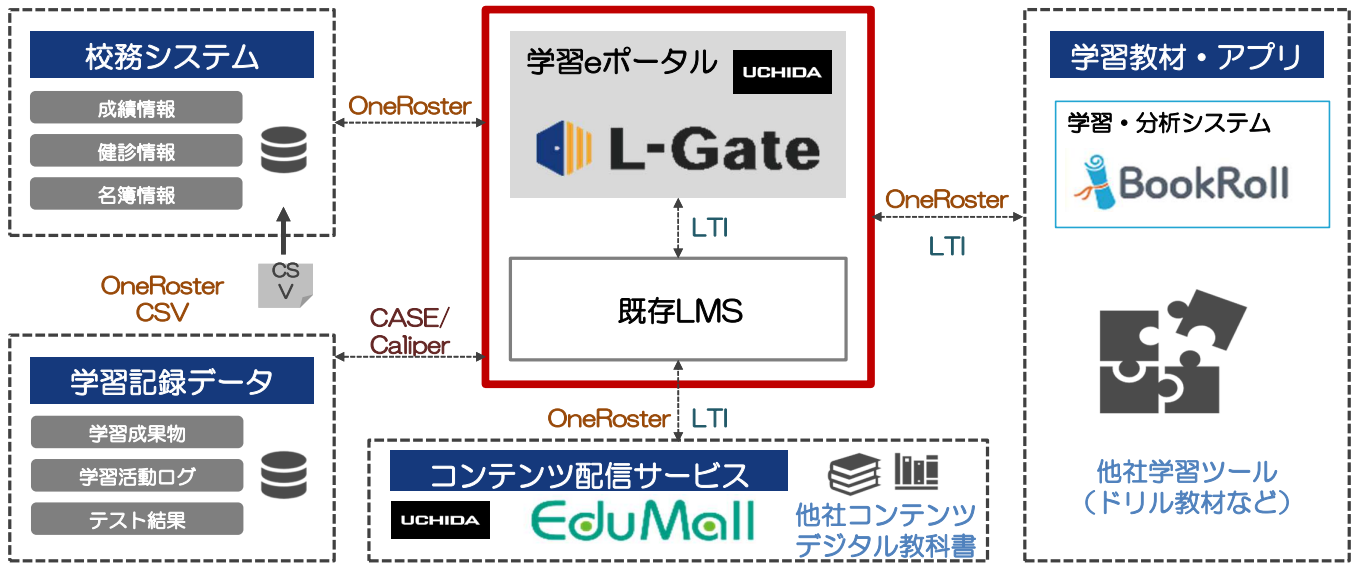 校務システム
成績情報
健診情報
名簿情報
OneRoster
CS
V
OneRoster
CSV
学習記録データ
学習成果物
学習活動ログ
テスト結果
CASE/
Caliper
学習eポータル
UCHIDA
L-Gate
LTI
既存LMS
OneRoster
LTI
コンテンツ配信サービス
UCHIDA
EduMall
他社コンテンツ
デジタル教科書
OneRoster
LTI
学習教材・アプリ
学習・分析システム
BookRoll
他社学習ツール
（ドリル教材など）